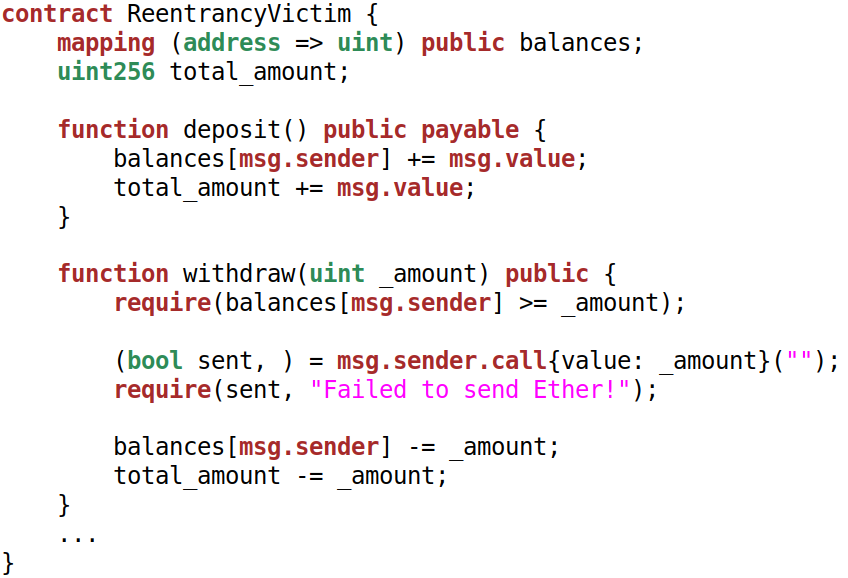 contract ReentrancyVictim {
    mapping (address => uint) public balances;
    uint256 total_amount;

    function deposit() public payable {
        balances[msg.sender] += msg.value;
        total_amount += msg.value;
    }

    function withdraw(uint _amount) public {
        require(balances[msg.sender] >= _amount);

        (bool sent, ) = msg.sender.call{value: _amount}("");
        require(sent, "Failed to send Ether!");

        balances[msg.sender] -= _amount;
        total_amount -= _amount;
    }
    ...
}